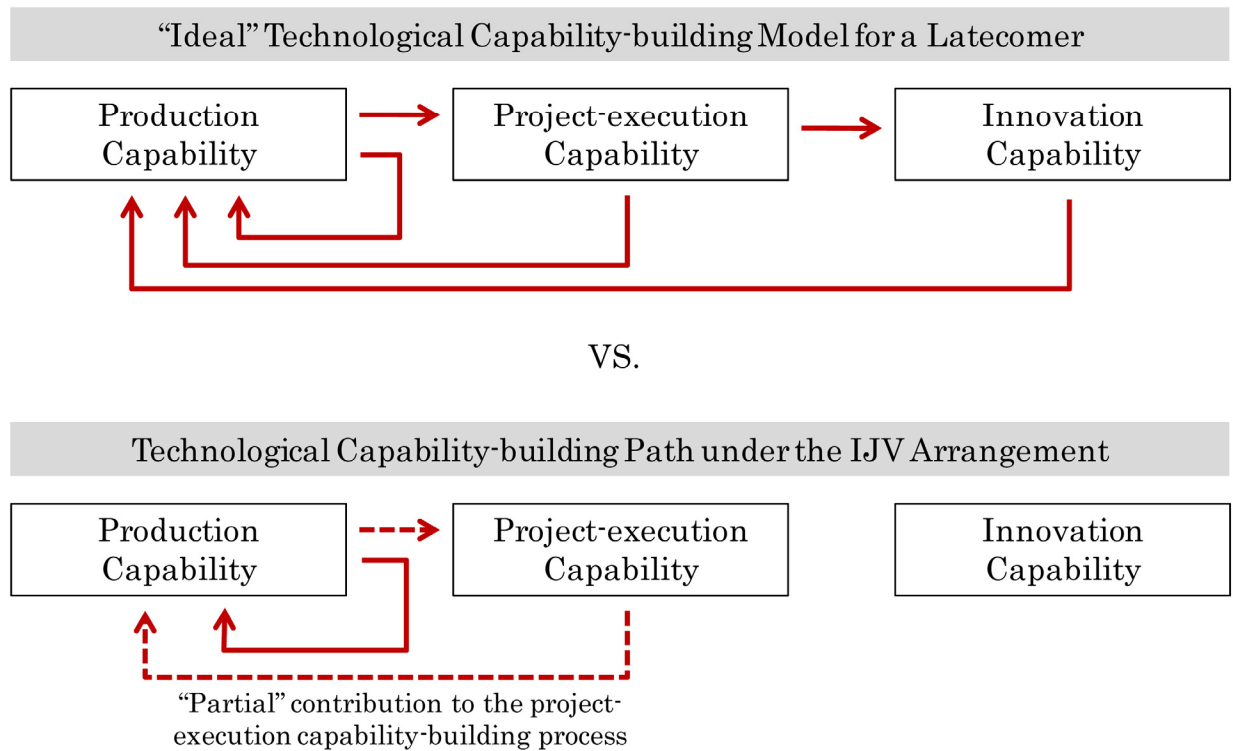 “Ideal” Technological Capability-building Model for a Latecomer
Production
Capability
Project-execution
Capability
Innovation
Capability
VS.
Technological Capability-building Path under the IJV Arrangement
Production
Capability
Project-execution
Capability
Innovation
Capability
“Partial” contribution to the project-
execution capability-building process